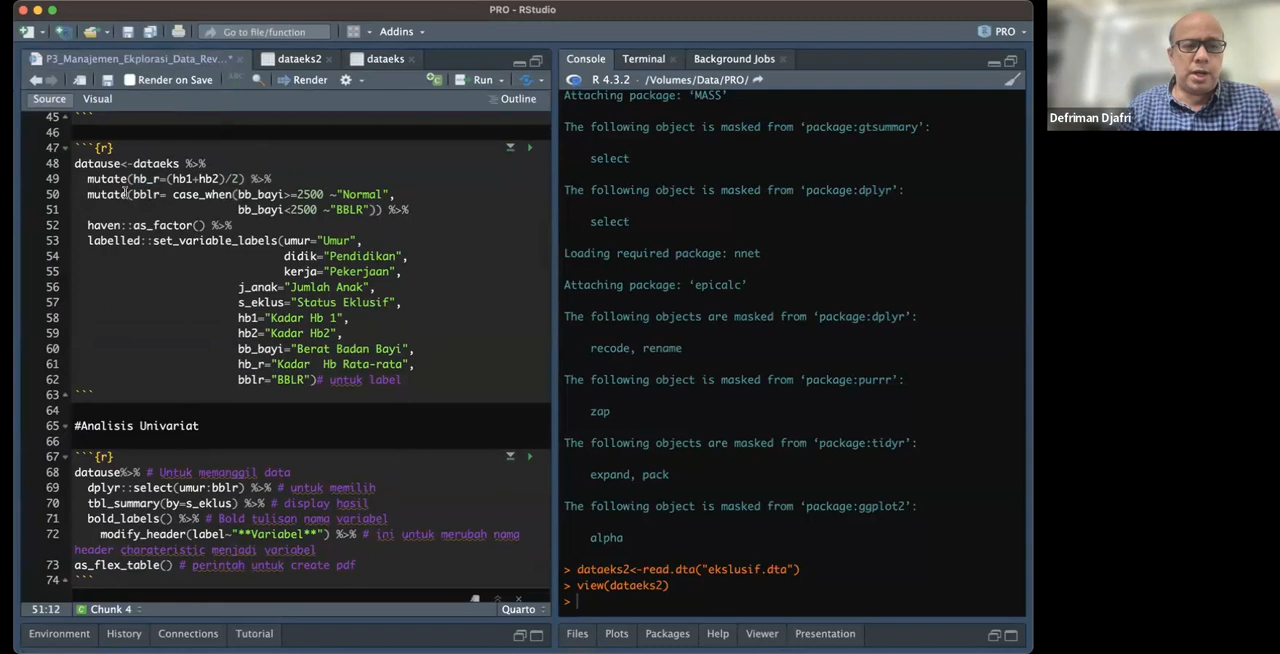 PRO - RStudio
Go to file/function
Addins
PRO
P3_Manajemen_Ekplorasi_Data_Rev...*
dataeks2
dataeks
Render on Save
ABC
Render
Run
Source
Visual
Outline
45 ```
46
47 ```{r}
48 datause<-dataeks %>%
49 mutate(hb_r=(hb1+hb2)/2) %>%
50 mutate(bblr= case_when(bb_bayi>=2500 ~"Normal",
51 bb_bayi<2500 ~"BBLR")) %>%
52 haven::as_factor() %>%
53 labelled::set_variable_labels(umur="Umur",
54 didik="Pendidikan",
55 kerja="Pekerjaan",
56 j_anak="Jumlah Anak",
57 s_eklus="Status Eklusif",
58 hb1="Kadar Hb 1",
59 hb2="Kadar Hb2",
60 bb_bayi="Berat Badan Bayi",
61 hb_r="Kadar  Hb Rata-rata",
62 bblr="BBLR")# untuk label
63 ```
64
65 #Analisis Univariat
66
67 ```{r}
68 datause%>% # Untuk memanggil data
69 dplyr::select(umur:bblr) %>% # untuk memilih
70 tbl_summary(by=s_eklus) %>% # display hasil
71 bold_labels() %>% # Bold tulisan nama variabel
72 modify_header(label~"**Variabel**") %>% # ini untuk merubah nama
header charateristic menjadi variabel
73 as_flex_table() # perintah untuk create pdf
74 ```
51:12
Chunk 4
Quarto
Environment
History
Connections
Tutorial
Console
Terminal
Background Jobs
R 4.3.2 · /Volumes/Data/PRO/
Attaching package: ‘MASS’
The following object is masked from ‘package:gtsummary’:
select
The following object is masked from ‘package:dplyr’:
select
Loading required package: nnet
Attaching package: ‘epicalc’
The following objects are masked from ‘package:dplyr’:
recode, rename
The following object is masked from ‘package:purrr’:
zap
The following objects are masked from ‘package:tidyr’:
expand, pack
The following object is masked from ‘package:ggplot2’:
alpha
> dataeks2<-read.dta("ekslusif.dta")
> view(dataeks2)
>
Files
Plots
Packages
Help
Viewer
Presentation
Defriman Djafri